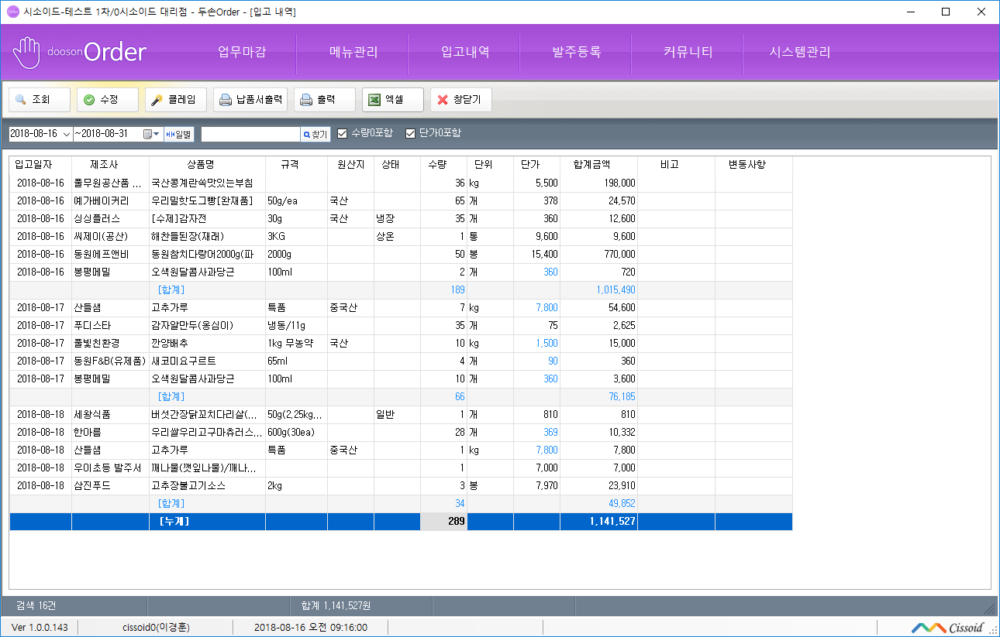 시소이드-테스트 1차/0시소이드 대리점 - 두손Order - [입고 내역]
dooson Order 업무마감 메뉴관리 입고내역 발주등록 커뮤니티 시스템관리
조회 수정 클레임 납품서출력 출력 엑셀 창닫기
2018-08-16 ~2018-08-31 일별 찾기 수량0포함 단가0포함
입고일자 제조사 상품명 규격 원산지 상태 수량 단위 단가 합계금액 비고 변동사항
2018-08-16 풀무원공산품 ... 국산콩계란쏙맛있는부침 36 kg 5,500 198,000
2018-08-16 예가베이커리 우리밀핫도그빵[완재품] 50g/ea 국산 65 개 378 24,570
2018-08-16 싱싱플러스 [수제]감자전 30g 국산 냉장 35 개 360 12,600
2018-08-16 씨제이(공산) 해찬들된장(재래) 3KG 상온 1 통 9,600 9,600
2018-08-16 동원에프앤비 동원참치다랑어2000g(파 2000g 50 봉 15,400 770,000
2018-08-16 봉평메밀 오색원달콤사과당근 100ml 2 개 360 720
[합계] 189 1,015,490
2018-08-17 산들샘 고추가루 특품 중국산 7 kg 7,800 54,600
2018-08-17 푸디스타 감자알만두(옹심이) 냉동/11g 35 개 75 2,625
2018-08-17 풀빛친환경 깐양배추 1kg 무농약 국산 10 kg 1,500 15,000
2018-08-17 동원F&B(유제품) 새코미요구르트 65ml 4 개 90 360
2018-08-17 봉평메밀 오색원달콤사과당근 100ml 10 개 360 3,600
[합계] 66 76,185
2018-08-18 세왕식품 버섯간장닭꼬치다리살(... 50g(2,25kg,... 일반 1 개 810 810
2018-08-18 한마름 우리쌀우리고구마츄러스... 600g(30ea) 28 개 369 10,332
2018-08-18 산들샘 고추가루 특품 중국산 1 kg 7,800 7,800
2018-08-18 우이초등 발주서 깨나물(깻잎나물)/깨나... 1 7,000 7,000
2018-08-18 삼진푸드 고추장불고기소스 2kg 3 봉 7,970 23,910
[합계] 34 49,852
[누계] 289 1,141,527
검색 16건 합계 1,141,527원
Ver 1.0.0.143 cissoid0(이경훈) 2018-08-16 오전 09:16:00 Cissoid